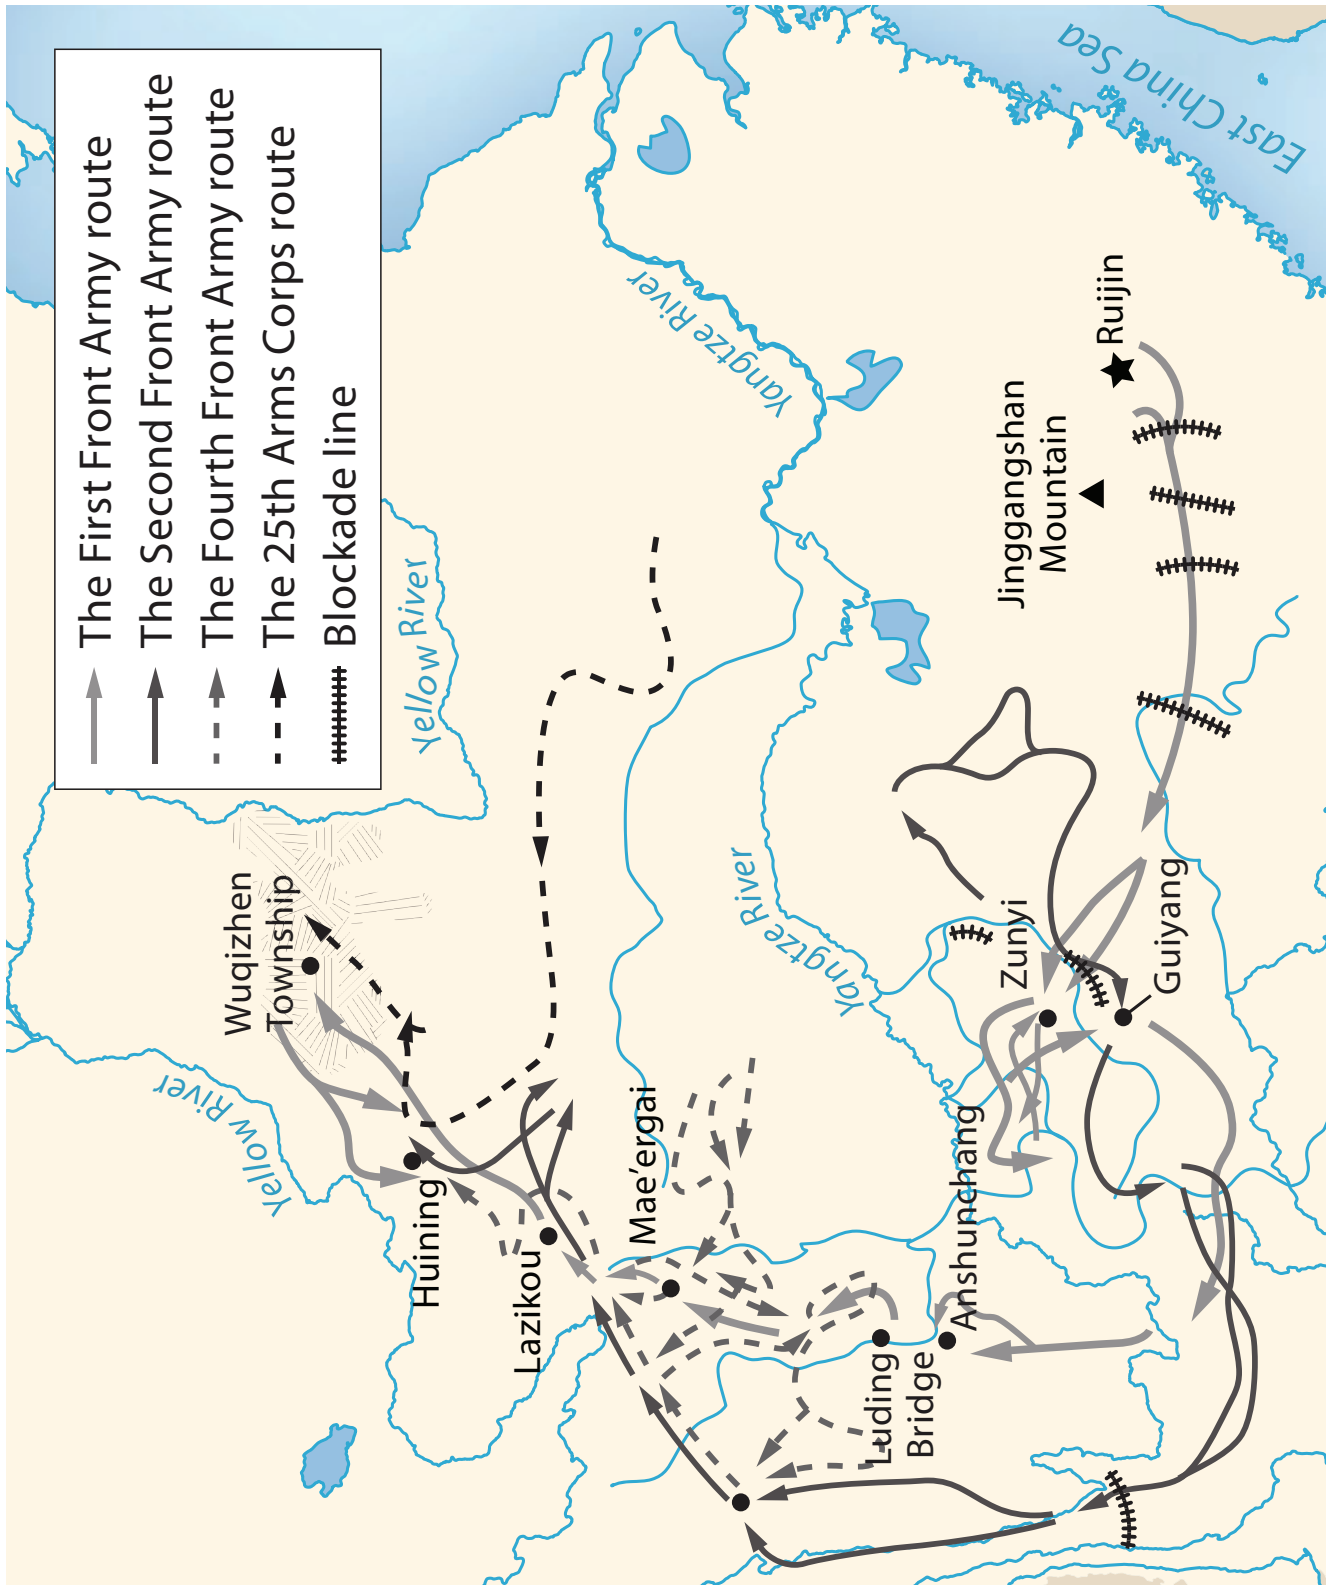 The First Front Army route
The Second Front Army route
The Fourth Front Army route
The 25th Arms Corps route
Blockade line
Yellow River
Wuqizhen
Township
Yellow River
Huining
Lazikou
Mae’ergai
Yangtze River
Yangtze River
Luding
Bridge
Anshunchang
Zunyi
Guiyang
Jinggangshan
Mountain
Ruijin
East China Sea